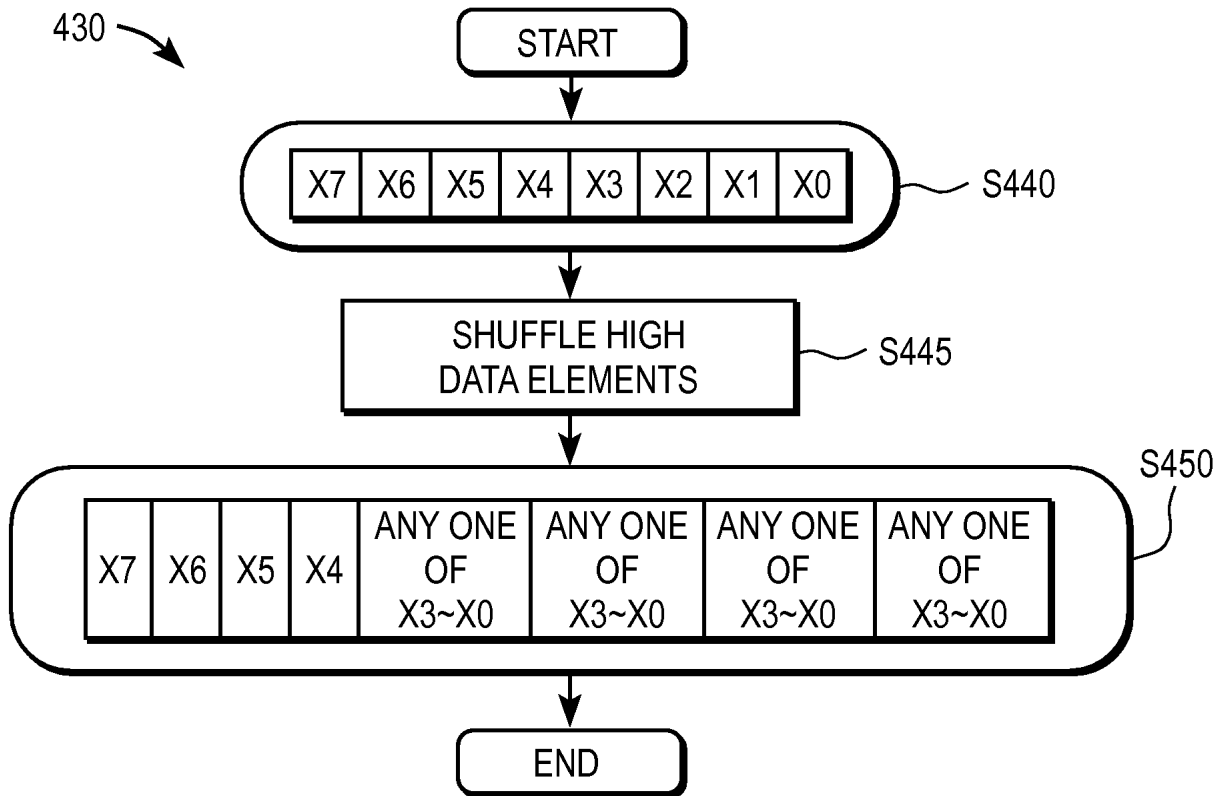 430
START
X7 X6 X5 X4 X3 X2 X1 X0
S440
SHUFFLE HIGH
DATA ELEMENTS
S445
S450
X7 X6 X5 X4
ANY ONE
OF
X3~X0
ANY ONE
OF
X3~X0
ANY ONE
OF
X3~X0
ANY ONE
OF
X3~X0
END